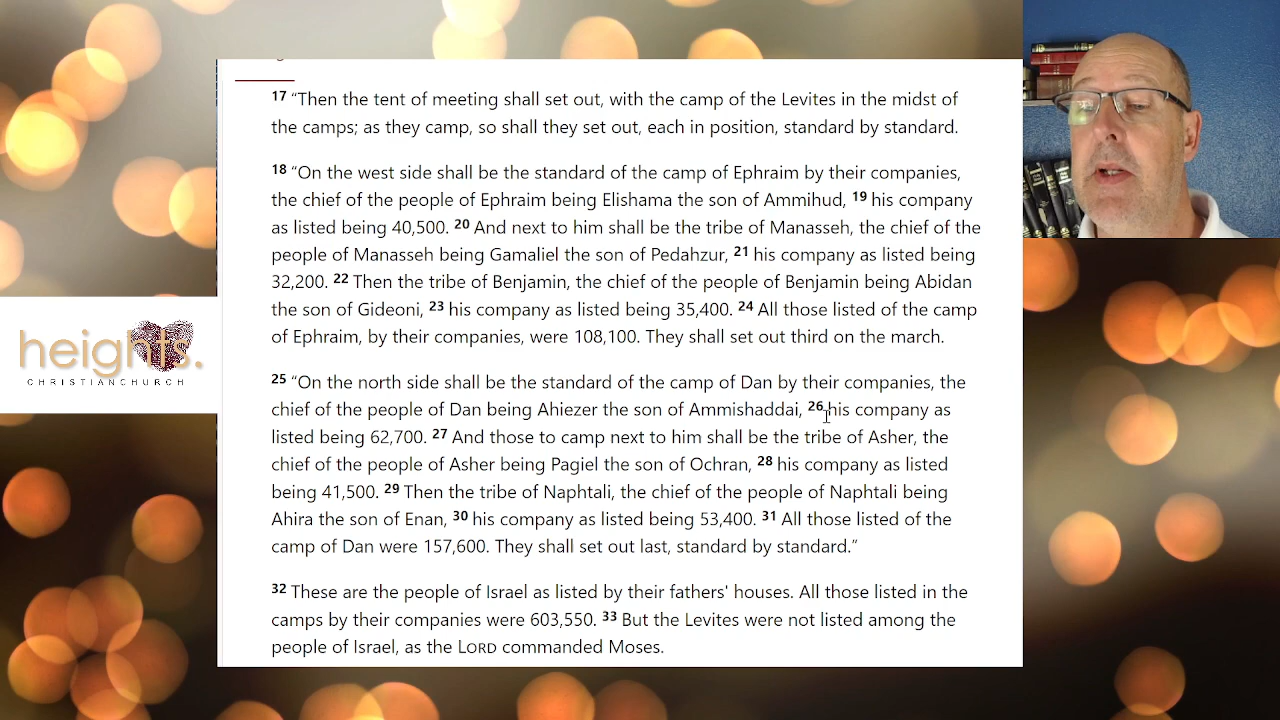 17 “Then the tent of meeting shall set out, with the camp of the Levites in the midst of
the camps; as they camp, so shall they set out, each in position, standard by standard.
18 “On the west side shall be the standard of the camp of Ephraim by their companies,
the chief of the people of Ephraim being Elishama the son of Ammihud, 19 his company
as listed being 40,500. 20 And next to him shall be the tribe of Manasseh, the chief of the
people of Manasseh being Gamaliel the son of Pedahzur, 21 his company as listed being
32,200. 22 Then the tribe of Benjamin, the chief of the people of Benjamin being Abidan
the son of Gideoni, 23 his company as listed being 35,400. 24 All those listed of the camp
of Ephraim, by their companies, were 108,100. They shall set out third on the march.
25 “On the north side shall be the standard of the camp of Dan by their companies, the
chief of the people of Dan being Ahiezer the son of Ammishaddai, 26 his company as
listed being 62,700. 27 And those to camp next to him shall be the tribe of Asher, the
chief of the people of Asher being Pagiel the son of Ochran, 28 his company as listed
being 41,500. 29 Then the tribe of Naphtali, the chief of the people of Naphtali being
Ahira the son of Enan, 30 his company as listed being 53,400. 31 All those listed of the
camp of Dan were 157,600. They shall set out last, standard by standard.”
32 These are the people of Israel as listed by their fathers' houses. All those listed in the
camps by their companies were 603,550. 33 But the Levites were not listed among the
people of Israel, as the LORD commanded Moses.
heights.
CHRISTIANCHURCH